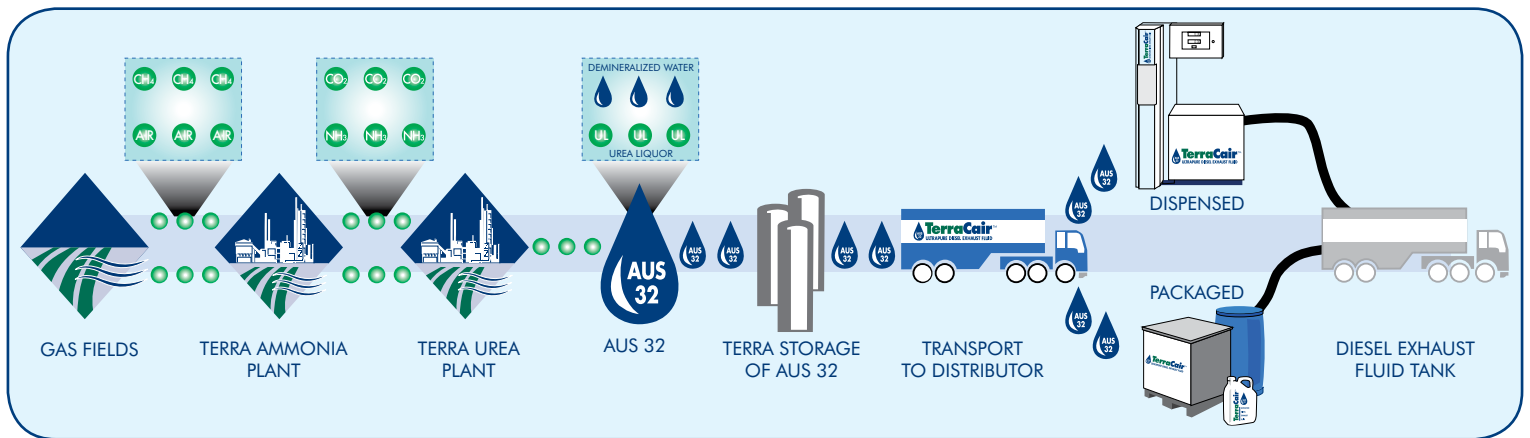 CH4 CH4 CH4
AIR AIR AIR
CO2 CO2 CO2
NH3 NH3 NH3
DEMINERALIZED WATER
UL UL UL
UREA LIQUOR
GAS FIELDS
TERRA AMMONIA
PLANT
TERRA UREA
PLANT
AUS
32
AUS 32
AUS
32
AUS
32
TERRA STORAGE
OF AUS 32
AUS
32
AUS
32
TerraCair™
ULTRAPURE DIESEL EXHAUST FLUID
TRANSPORT
TO DISTRIBUTOR
AUS
32
AUS
32
AUS
32
AUS
32
TerraCair
TerraCair™
ULTRAPURE DIESEL EXHAUST FLUID
DISPENSED
PACKAGED
TerraCair
TerraCair
DIESEL EXHAUST
FLUID TANK